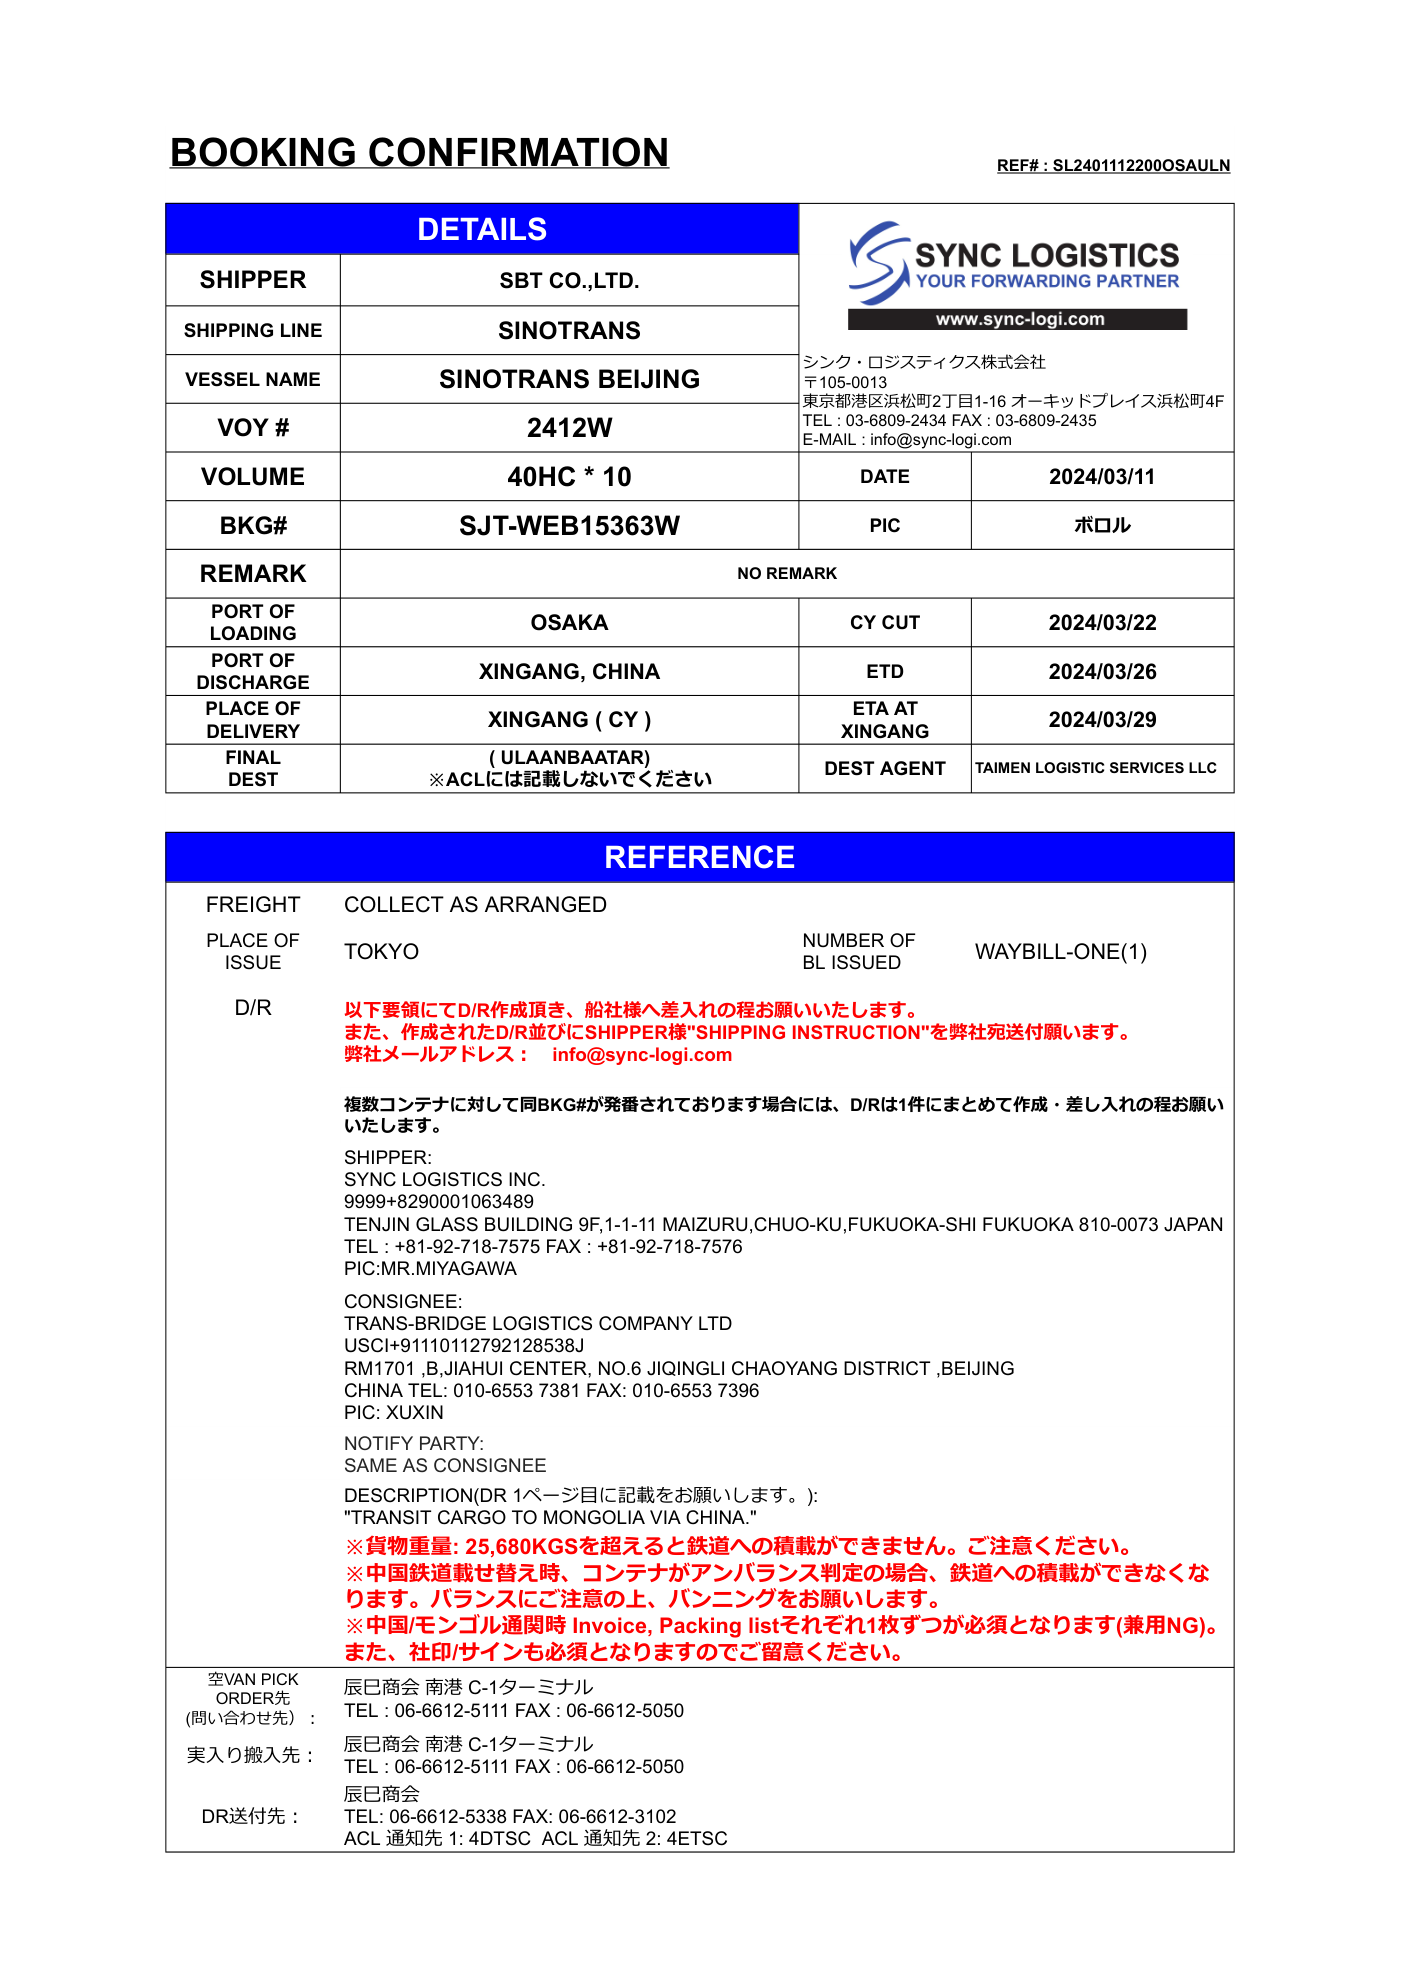 BOOKING CONFIRMATION
REF# : SL2401112200OSAULN
DETAILS
SYNC LOGISTICS
YOUR FORWARDING PARTNER
www.sync-logi.com
SHIPPER
SBT CO.,LTD.
SHIPPING LINE
SINOTRANS
VESSEL NAME
SINOTRANS BEIJING
シンク・ロジスティクス株式会社
〒105-0013
東京都港区浜松町2丁目1-16 オーキッドプレイス浜松町4F
TEL : 03-6809-2434 FAX : 03-6809-2435
E-MAIL : info@sync-logi.com
VOY #
2412W
VOLUME
40HC * 10
DATE
2024/03/11
BKG#
SJT-WEB15363W
PIC
ボロル
REMARK
NO REMARK
PORT OF
LOADING
OSAKA
CY CUT
2024/03/22
PORT OF
DISCHARGE
XINGANG, CHINA
ETD
2024/03/26
PLACE OF
DELIVERY
XINGANG ( CY )
ETA AT
XINGANG
2024/03/29
FINAL
DEST
( ULAANBAATAR)
※ACLには記載しないでください
DEST AGENT
TAIMEN LOGISTIC SERVICES LLC
REFERENCE
FREIGHT
COLLECT AS ARRANGED
PLACE OF
ISSUE
TOKYO
NUMBER OF
BL ISSUED
WAYBILL-ONE(1)
D/R
以下要領にてD/R作成頂き、船社様へ差入れの程お願いいたします。
また、作成されたD/R並びにSHIPPER様"SHIPPING INSTRUCTION"を弊社宛送付願います。
弊社メールアドレス： info@sync-logi.com
複数コンテナに対して同BKG#が発番されております場合には、D/Rは1件にまとめて作成・差し入れの程お願い
いたします。
SHIPPER:
SYNC LOGISTICS INC.
9999+8290001063489
TENJIN GLASS BUILDING 9F,1-1-11 MAIZURU,CHUO-KU,FUKUOKA-SHI FUKUOKA 810-0073 JAPAN
TEL : +81-92-718-7575 FAX : +81-92-718-7576
PIC:MR.MIYAGAWA
CONSIGNEE:
TRANS-BRIDGE LOGISTICS COMPANY LTD
USCI+91110112792128538J
RM1701 ,B,JIAHUI CENTER, NO.6 JIQINGLI CHAOYANG DISTRICT ,BEIJING
CHINA TEL: 010-6553 7381 FAX: 010-6553 7396
PIC: XUXIN
NOTIFY PARTY:
SAME AS CONSIGNEE
DESCRIPTION(DR 1ページ目に記載をお願いします。):
"TRANSIT CARGO TO MONGOLIA VIA CHINA."
※貨物重量: 25,680KGSを超えると鉄道への積載ができません。ご注意ください。
※中国鉄道載せ替え時、コンテナがアンバランス判定の場合、鉄道への積載ができなくな
ります。バランスにご注意の上、バンニングをお願いします。
※中国/モンゴル通関時 Invoice, Packing listそれぞれ1枚ずつが必須となります(兼用NG)。
また、社印/サインも必須となりますのでご留意ください。
空VAN PICK
ORDER先
(問い合わせ先）：
辰巳商会 南港 C-1ターミナル
TEL : 06-6612-5111 FAX : 06-6612-5050
実入り搬入先：
辰巳商会 南港 C-1ターミナル
TEL : 06-6612-5111 FAX : 06-6612-5050
DR送付先：
辰巳商会
TEL: 06-6612-5338 FAX: 06-6612-3102
ACL 通知先 1: 4DTSC ACL 通知先 2: 4ETSC